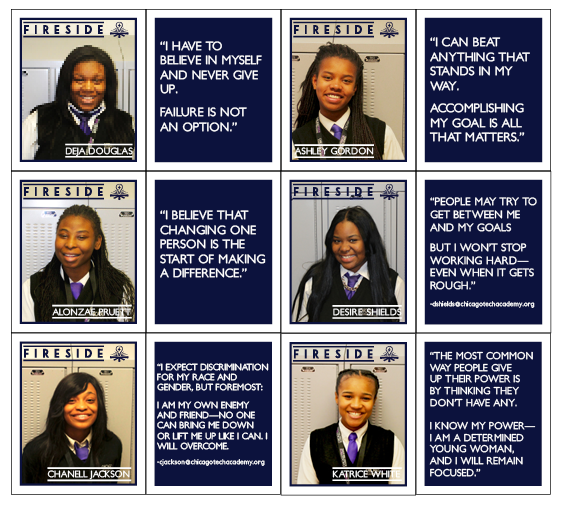 FIRESIDE
DEJA DOUGLAS
“I HAVE TO
BELIEVE IN MYSELF
AND NEVER GIVE
UP.
FAILURE IS NOT
AN OPTION.”
FIRESIDE
ASHLEY GORDON
“I CAN BEAT
ANYTHING THAT
STANDS IN MY
WAY.
ACCOMPLISHING
MY GOAL IS ALL
THAT MATTERS.”
FIRESIDE
ALONZAE PRUETT
“I BELIEVE THAT
CHANGING ONE
PERSON IS THE
START OF MAKING
A DIFFERENCE.”
FIRESIDE
DESIRE SHIELDS
“PEOPLE MAY TRY TO
GET BETWEEN ME
AND MY GOALS
BUT I WON’T STOP
WORKING HARD—
EVEN WHEN IT GETS
ROUGH.”
-dshields@chicagotechacademy.org
FIRESIDE
CHANELL JACKSON
“I EXPECT DISCRIMINATION
FOR MY RACE AND
GENDER, BUT FOREMOST:
I AM MY OWN ENEMY
AND FRIEND—NO ONE
CAN BRING ME DOWN
OR LIFT ME UP LIKE I CAN. I
WILL OVERCOME.
-cjackson@chicagotechacademy.org
FIRESIDE
KATRICE WHITE
“THE MOST COMMON
WAY PEOPLE GIVE
UP THEIR POWER IS
BY THINKING THEY
DON’T HAVE ANY.
I KNOW MY POWER—
I AM A DETERMINED
YOUNG WOMAN,
AND I WILL REMAIN
FOCUSED.”